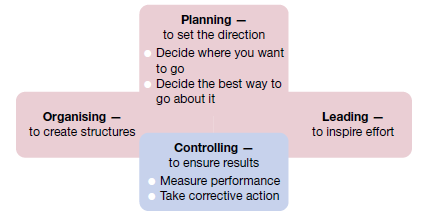 Planning —
to set the direction
Decide where you want
to go
Decide the best way to
go about it
Organising —
to create structures
Leading —
to inspire effort
Controlling —
to ensure results
Measure performance
Take corrective action